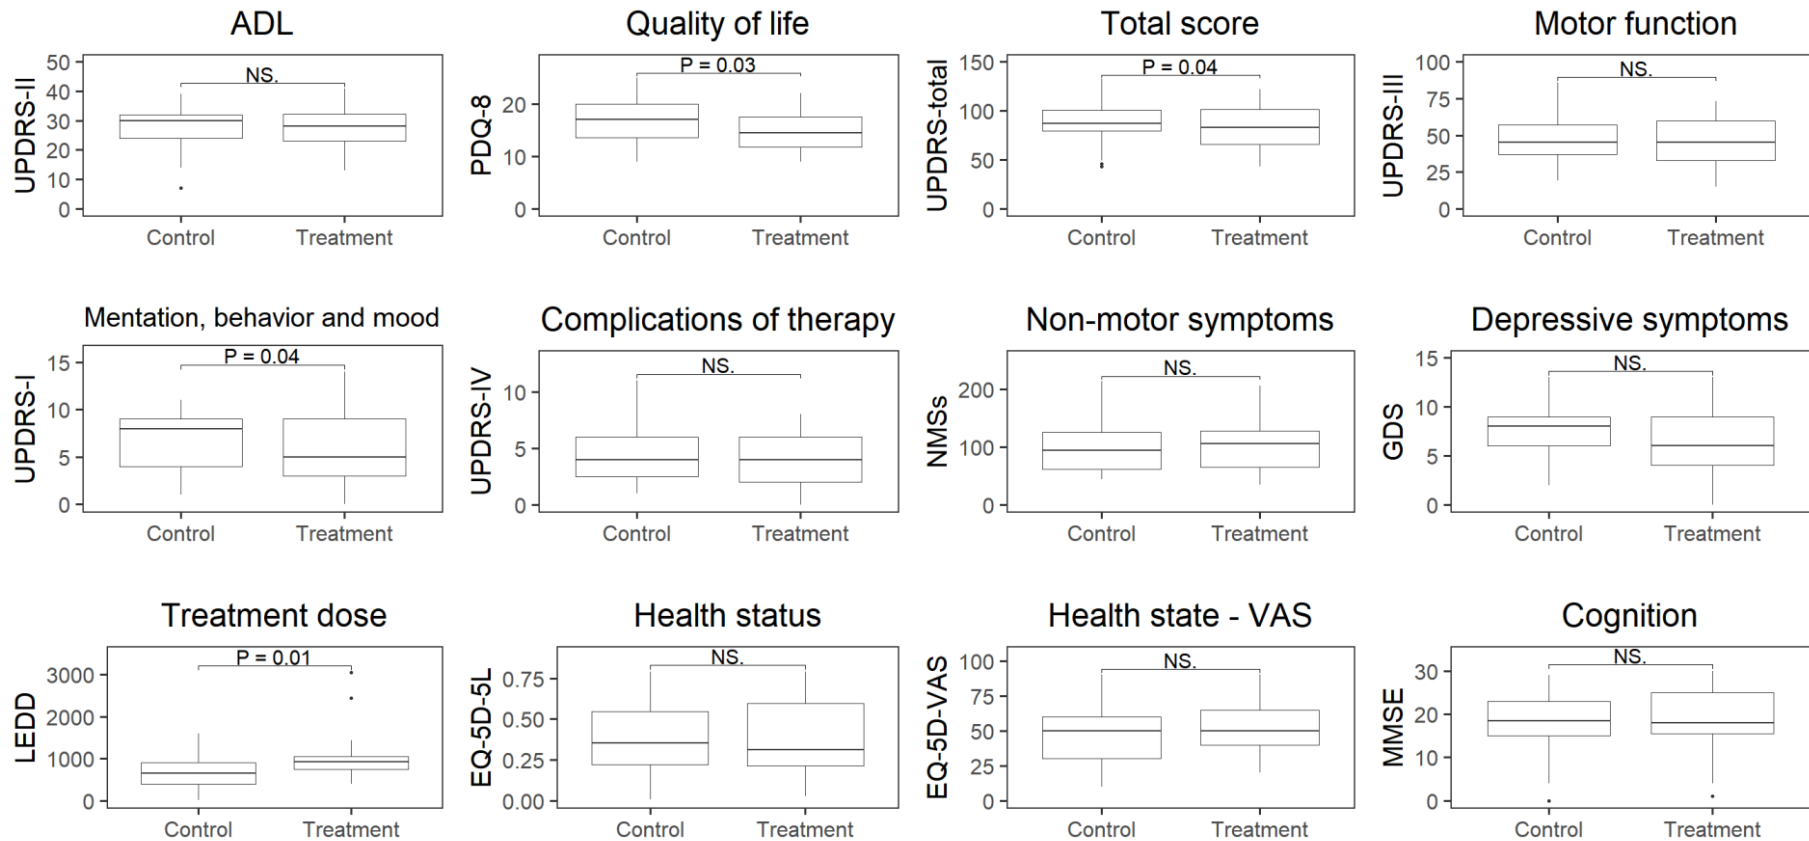 ADL
UPDRS-II
50
40
30
20
10
0
NS.
Control
Treatment
Quality of life
PDQ-8
20
10
0
P = 0.03
Control
Treatment
Total score
UPDRS-total
150
100
50
0
P = 0.04
Control
Treatment
Motor function
UPDRS-III
100
75
50
25
0
NS.
Control
Treatment
Mentation, behavior and mood
UPDRS-I
15
10
5
0
P = 0.04
Control
Treatment
Complications of therapy
UPDRS-IV
10
5
0
NS.
Control
Treatment
Non-motor symptoms
NMSs
200
100
0
NS.
Control
Treatment
Depressive symptoms
GDS
15
10
5
0
NS.
Control
Treatment
Treatment dose
LEDD
3000
2000
1000
0
P = 0.01
Control
Treatment
Health status
EQ-5D-5L
0.75
0.50
0.25
0.00
NS.
Control
Treatment
Health state - VAS
EQ-5D-VAS
100
75
50
25
0
NS.
Control
Treatment
Cognition
MMSE
30
20
10
0
NS.
Control
Treatment